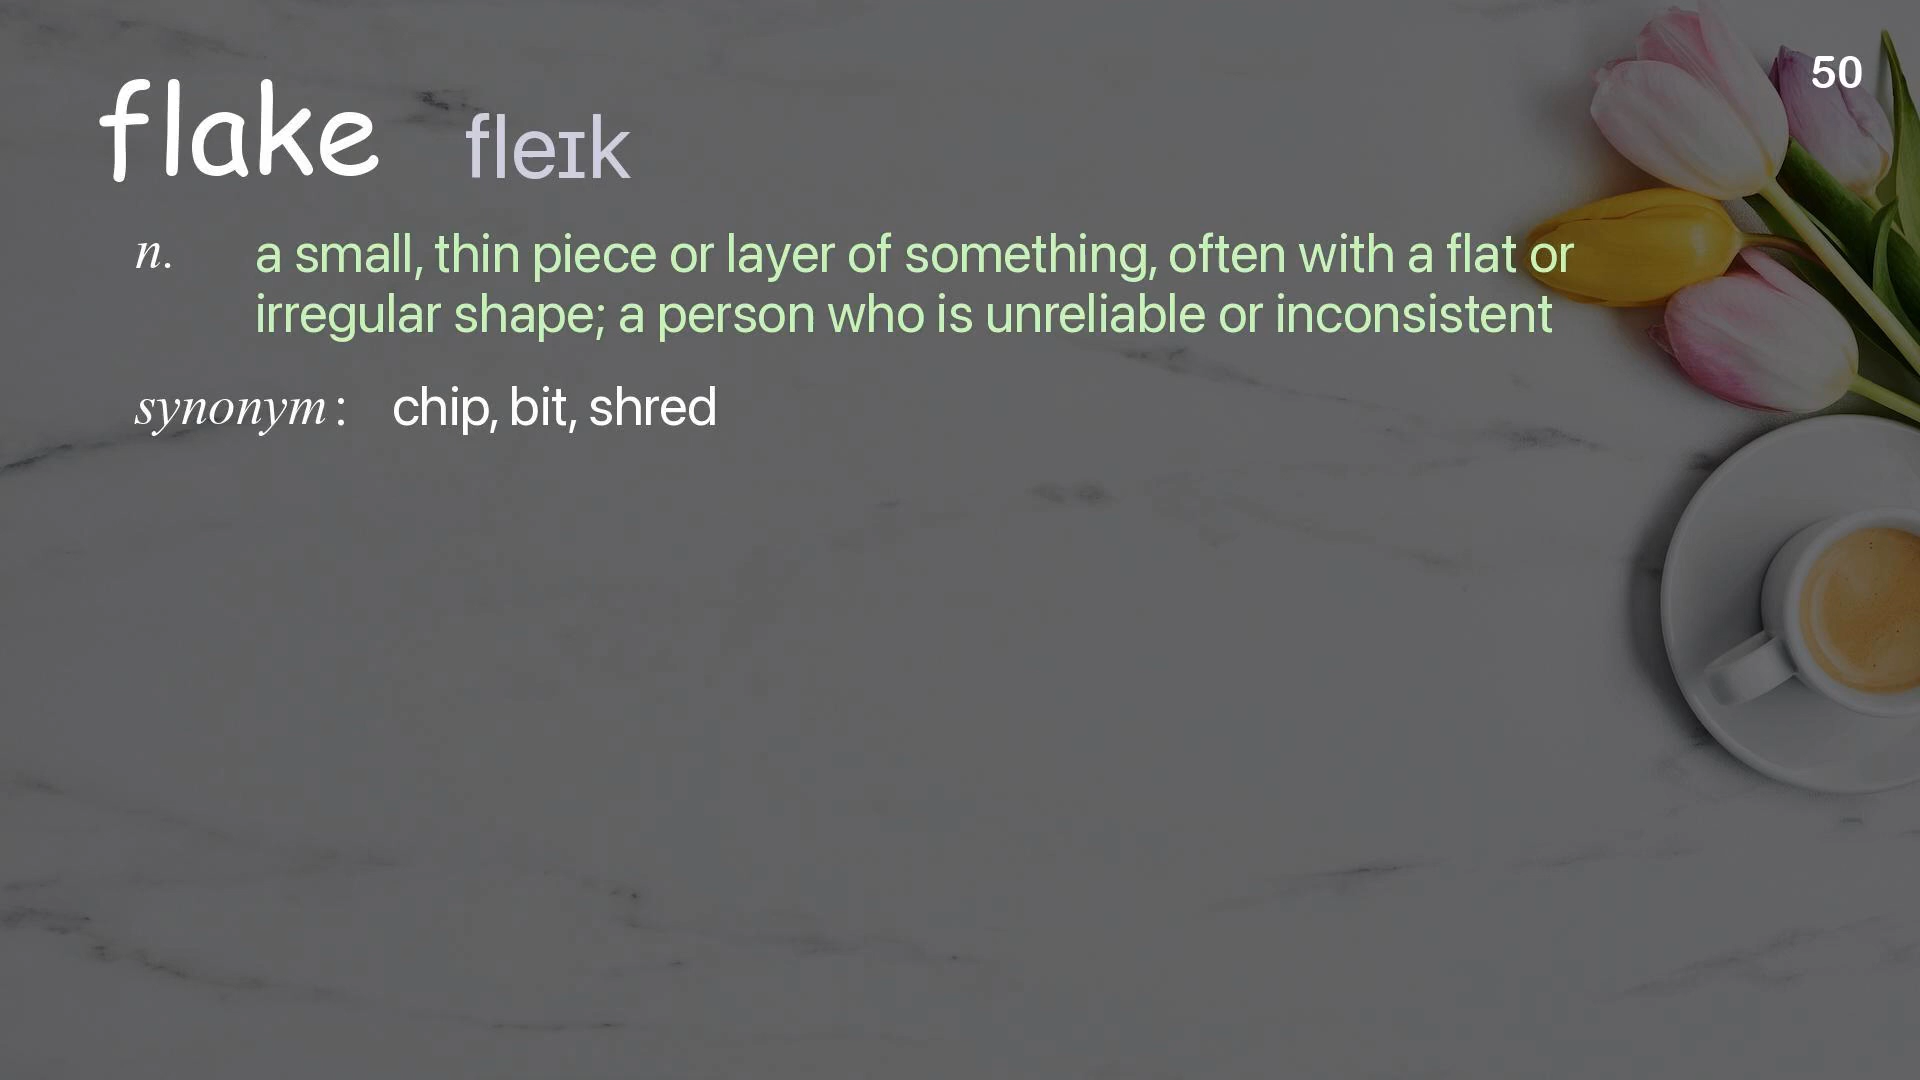 50
flake fleɪk
n. a small, thin piece or layer of something, often with a flat or
irregular shape; a person who is unreliable or inconsistent
synonym: chip, bit, shred